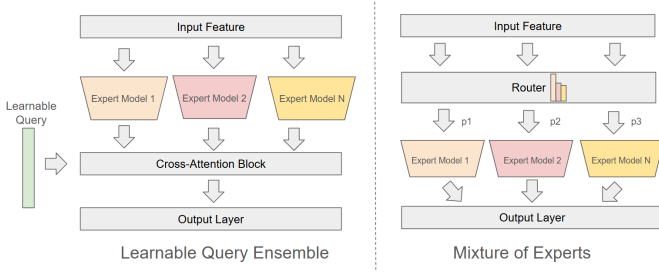 Input Feature
Expert Model 1
Expert Model 2
Expert Model N
Learnable
Query
Cross-Attention Block
Output Layer
Learnable Query Ensemble
Input Feature
Router
p1
p2
p3
Expert Model 1
Expert Model 2
Expert Model N
Output Layer
Mixture of Experts